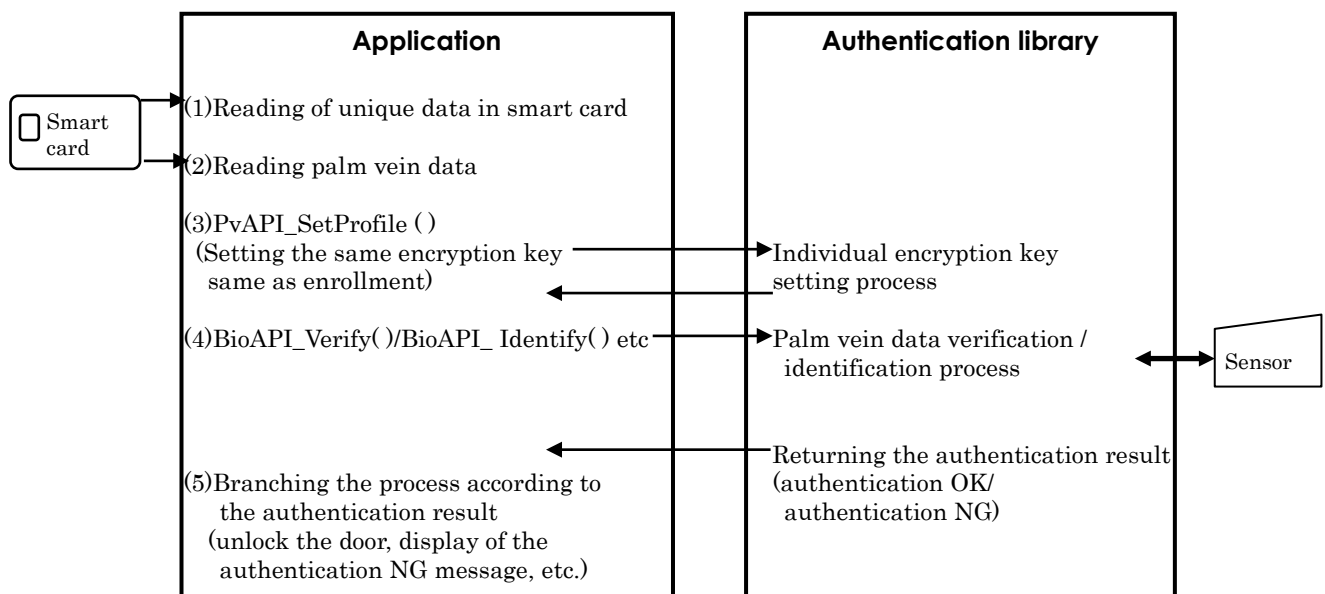 Application
Authentication library
Smart
card
(1)Reading of unique data in smart card
(2)Reading palm vein data
(3)PvAPI_SetProfile ( )
(Setting the same encryption key
same as enrollment)
Individual encryption key
setting process
(4)BioAPI_Verify( )/BioAPI_ Identify( ) etc
Palm vein data verification /
identification process
Sensor
Returning the authentication result
(authentication OK/
authentication NG)
(5)Branching the process according to
the authentication result
(unlock the door, display of the
authentication NG message, etc.)